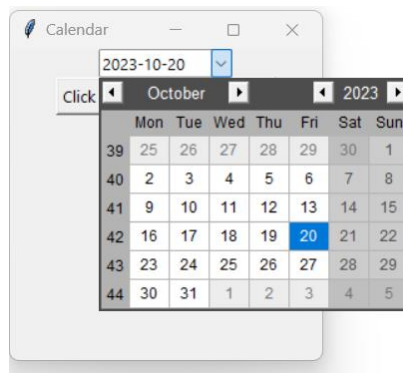 Calendar
2023-10-20
Click
October 2023
Mon Tue Wed Thu Fri Sat Sun
39 25 26 27 28 29 30 1
40 2 3 4 5 6 7 8
41 9 10 11 12 13 14 15
42 16 17 18 19 20 21 22
43 23 24 25 26 27 28 29
44 30 31 1 2 3 4 5